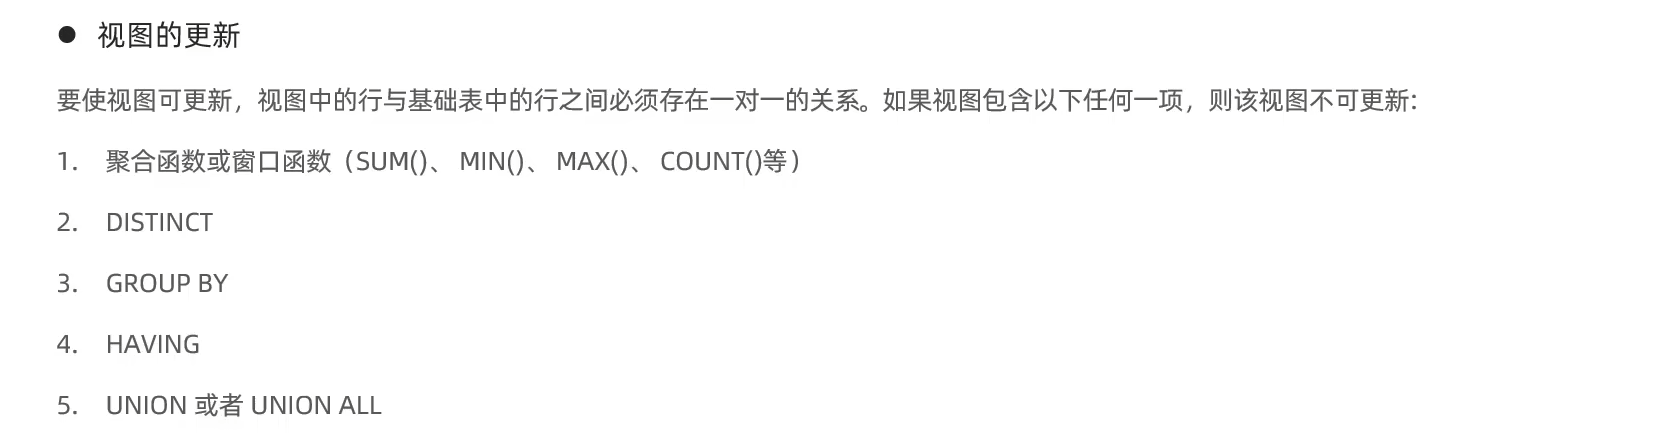 ● 视图的更新
要使视图可更新，视图中的行与基础表中的行之间必须存在一对一的关系。如果视图包含以下任何一项，则该视图不可更新：
1. 聚合函数或窗口函数（SUM()、 MIN()、 MAX()、 COUNT()等）
2. DISTINCT
3. GROUP BY
4. HAVING
5. UNION 或者 UNION ALL